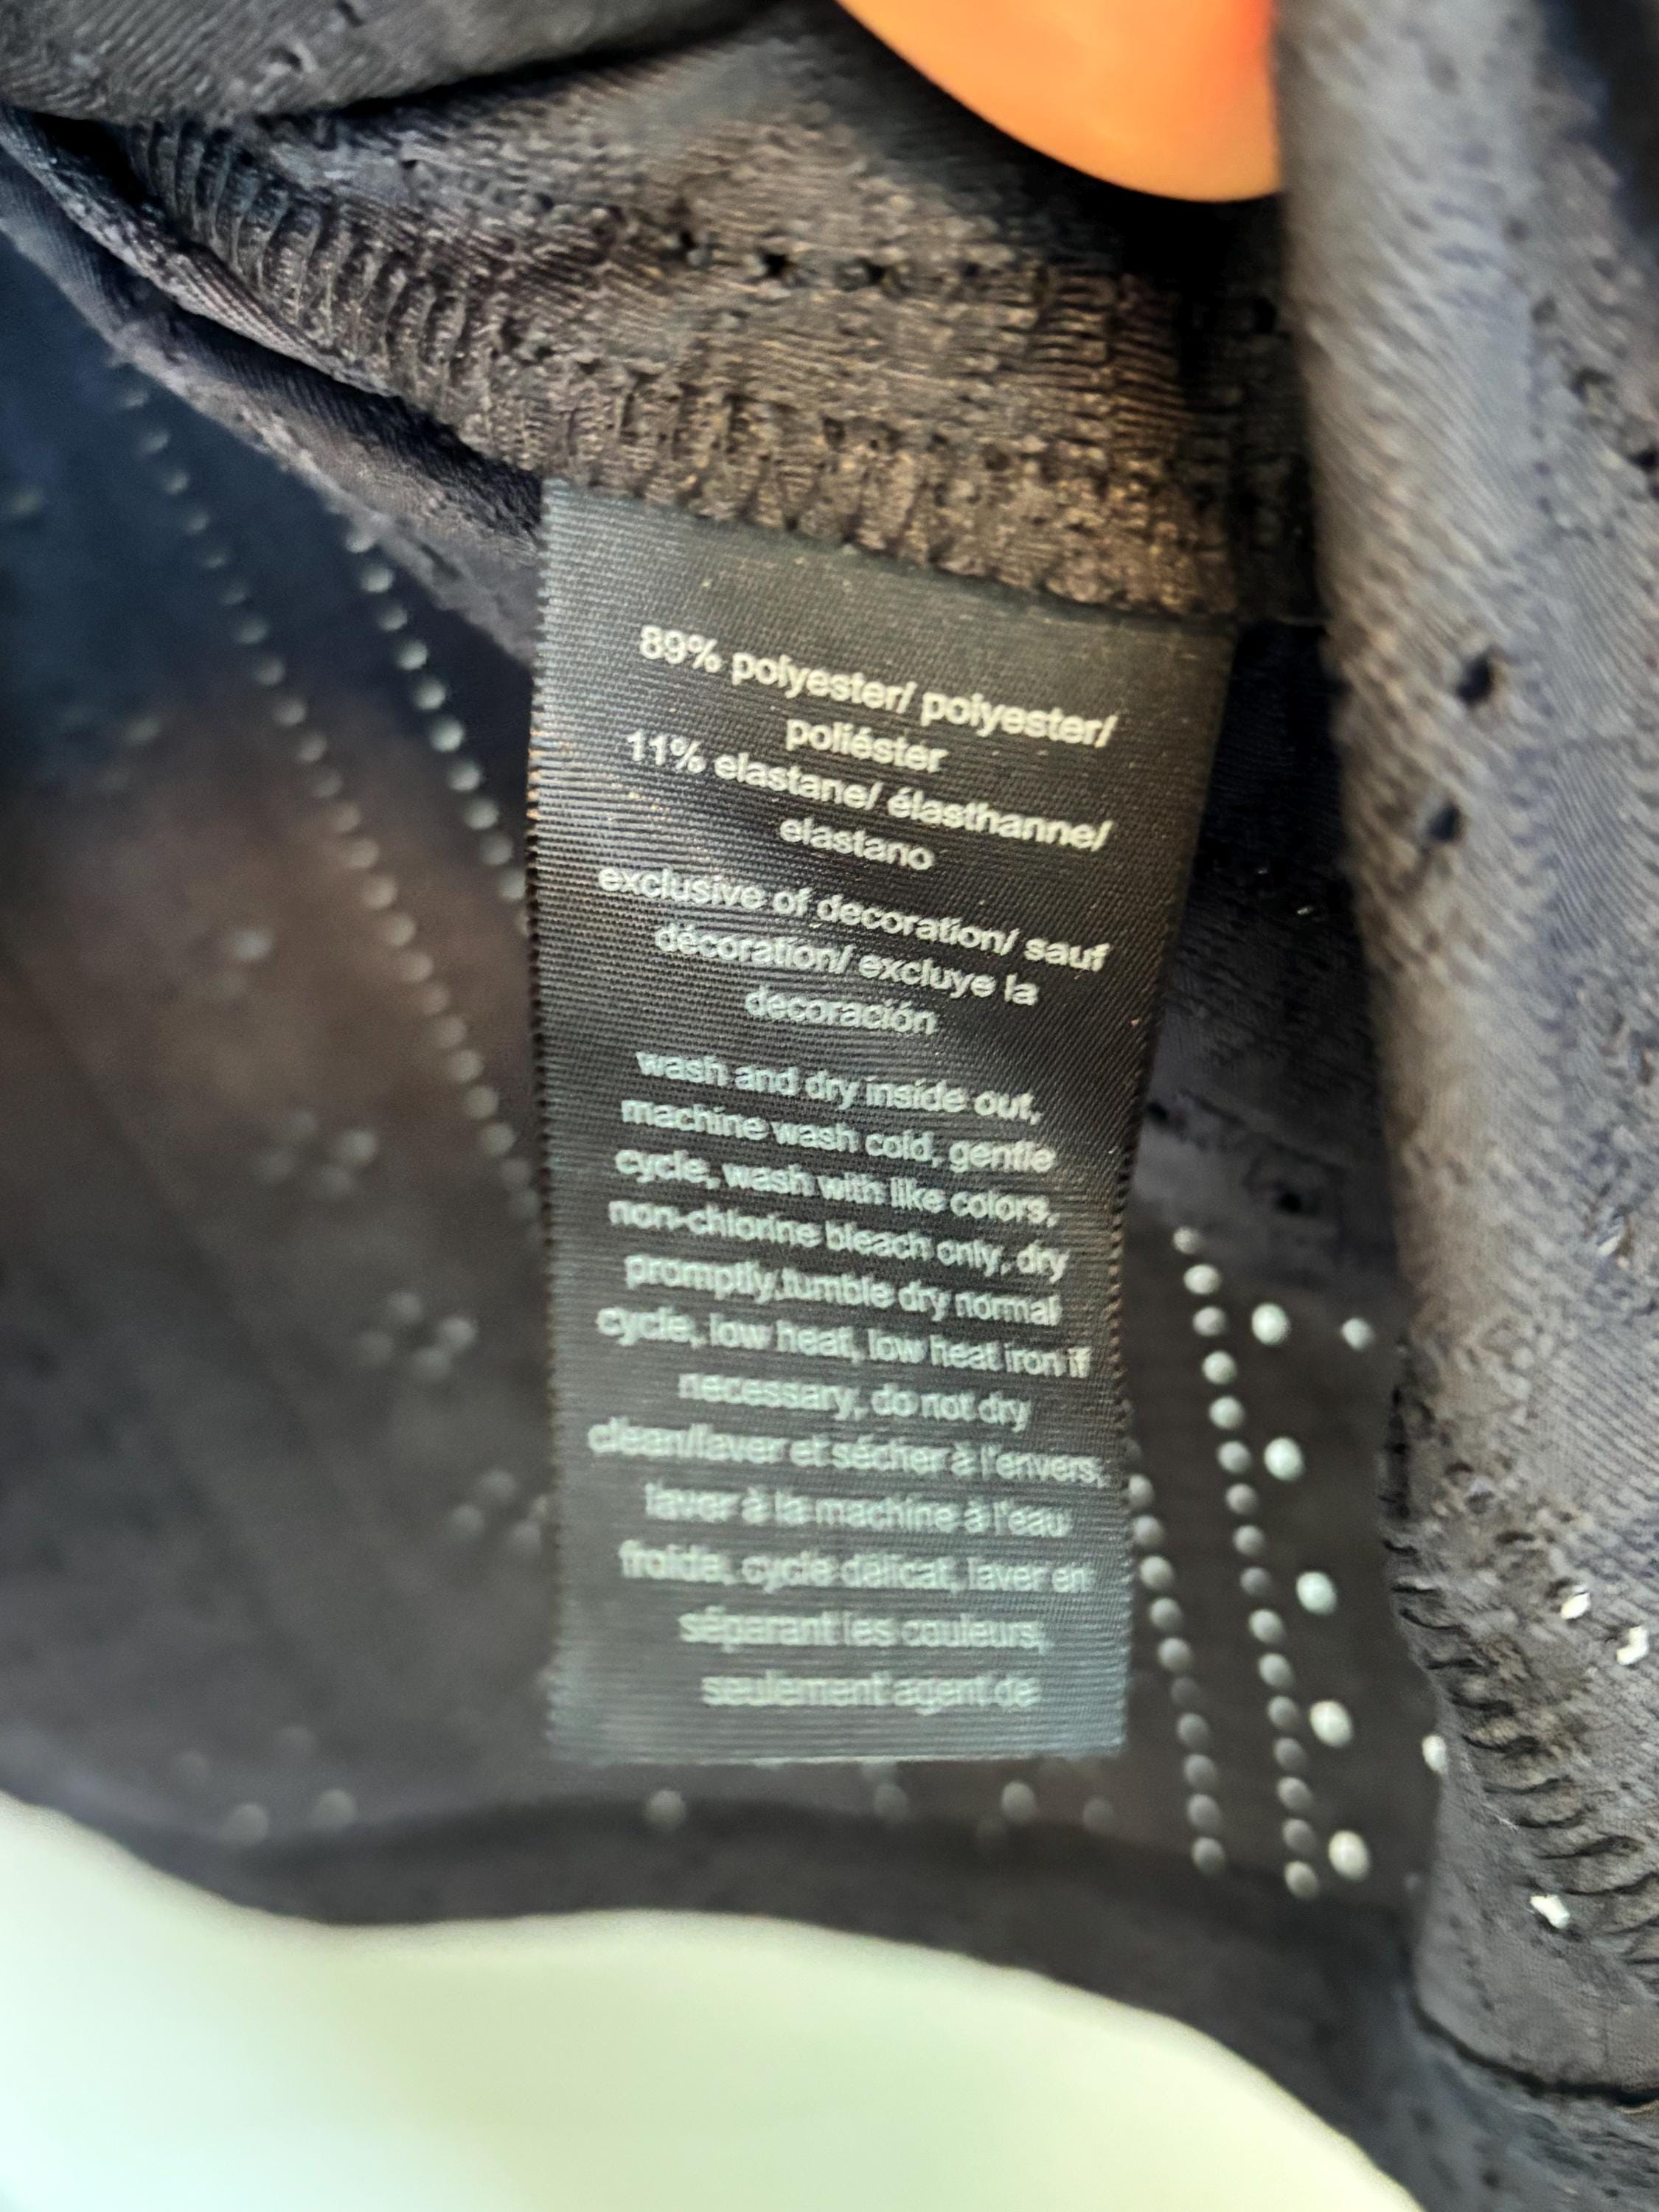 89% polyester/ polyester/
poliéster
11% elastane/ élasthanne/
elastano
exclusive of decoration/ sauf
décoration/ excluye la
decoración
wash and dry inside out,
machine wash cold, gentle
cycle, wash with like colors,
non-chlorine bleach only, dry
promptly,tumble dry normal
cycle, low heat, low heat iron if
necessary, do not dry
clean/laver et sécher à l'envers,
laver à la machine à l'eau
froide, cycle délicat, laver en
séparant les couleurs,
seulement agent de